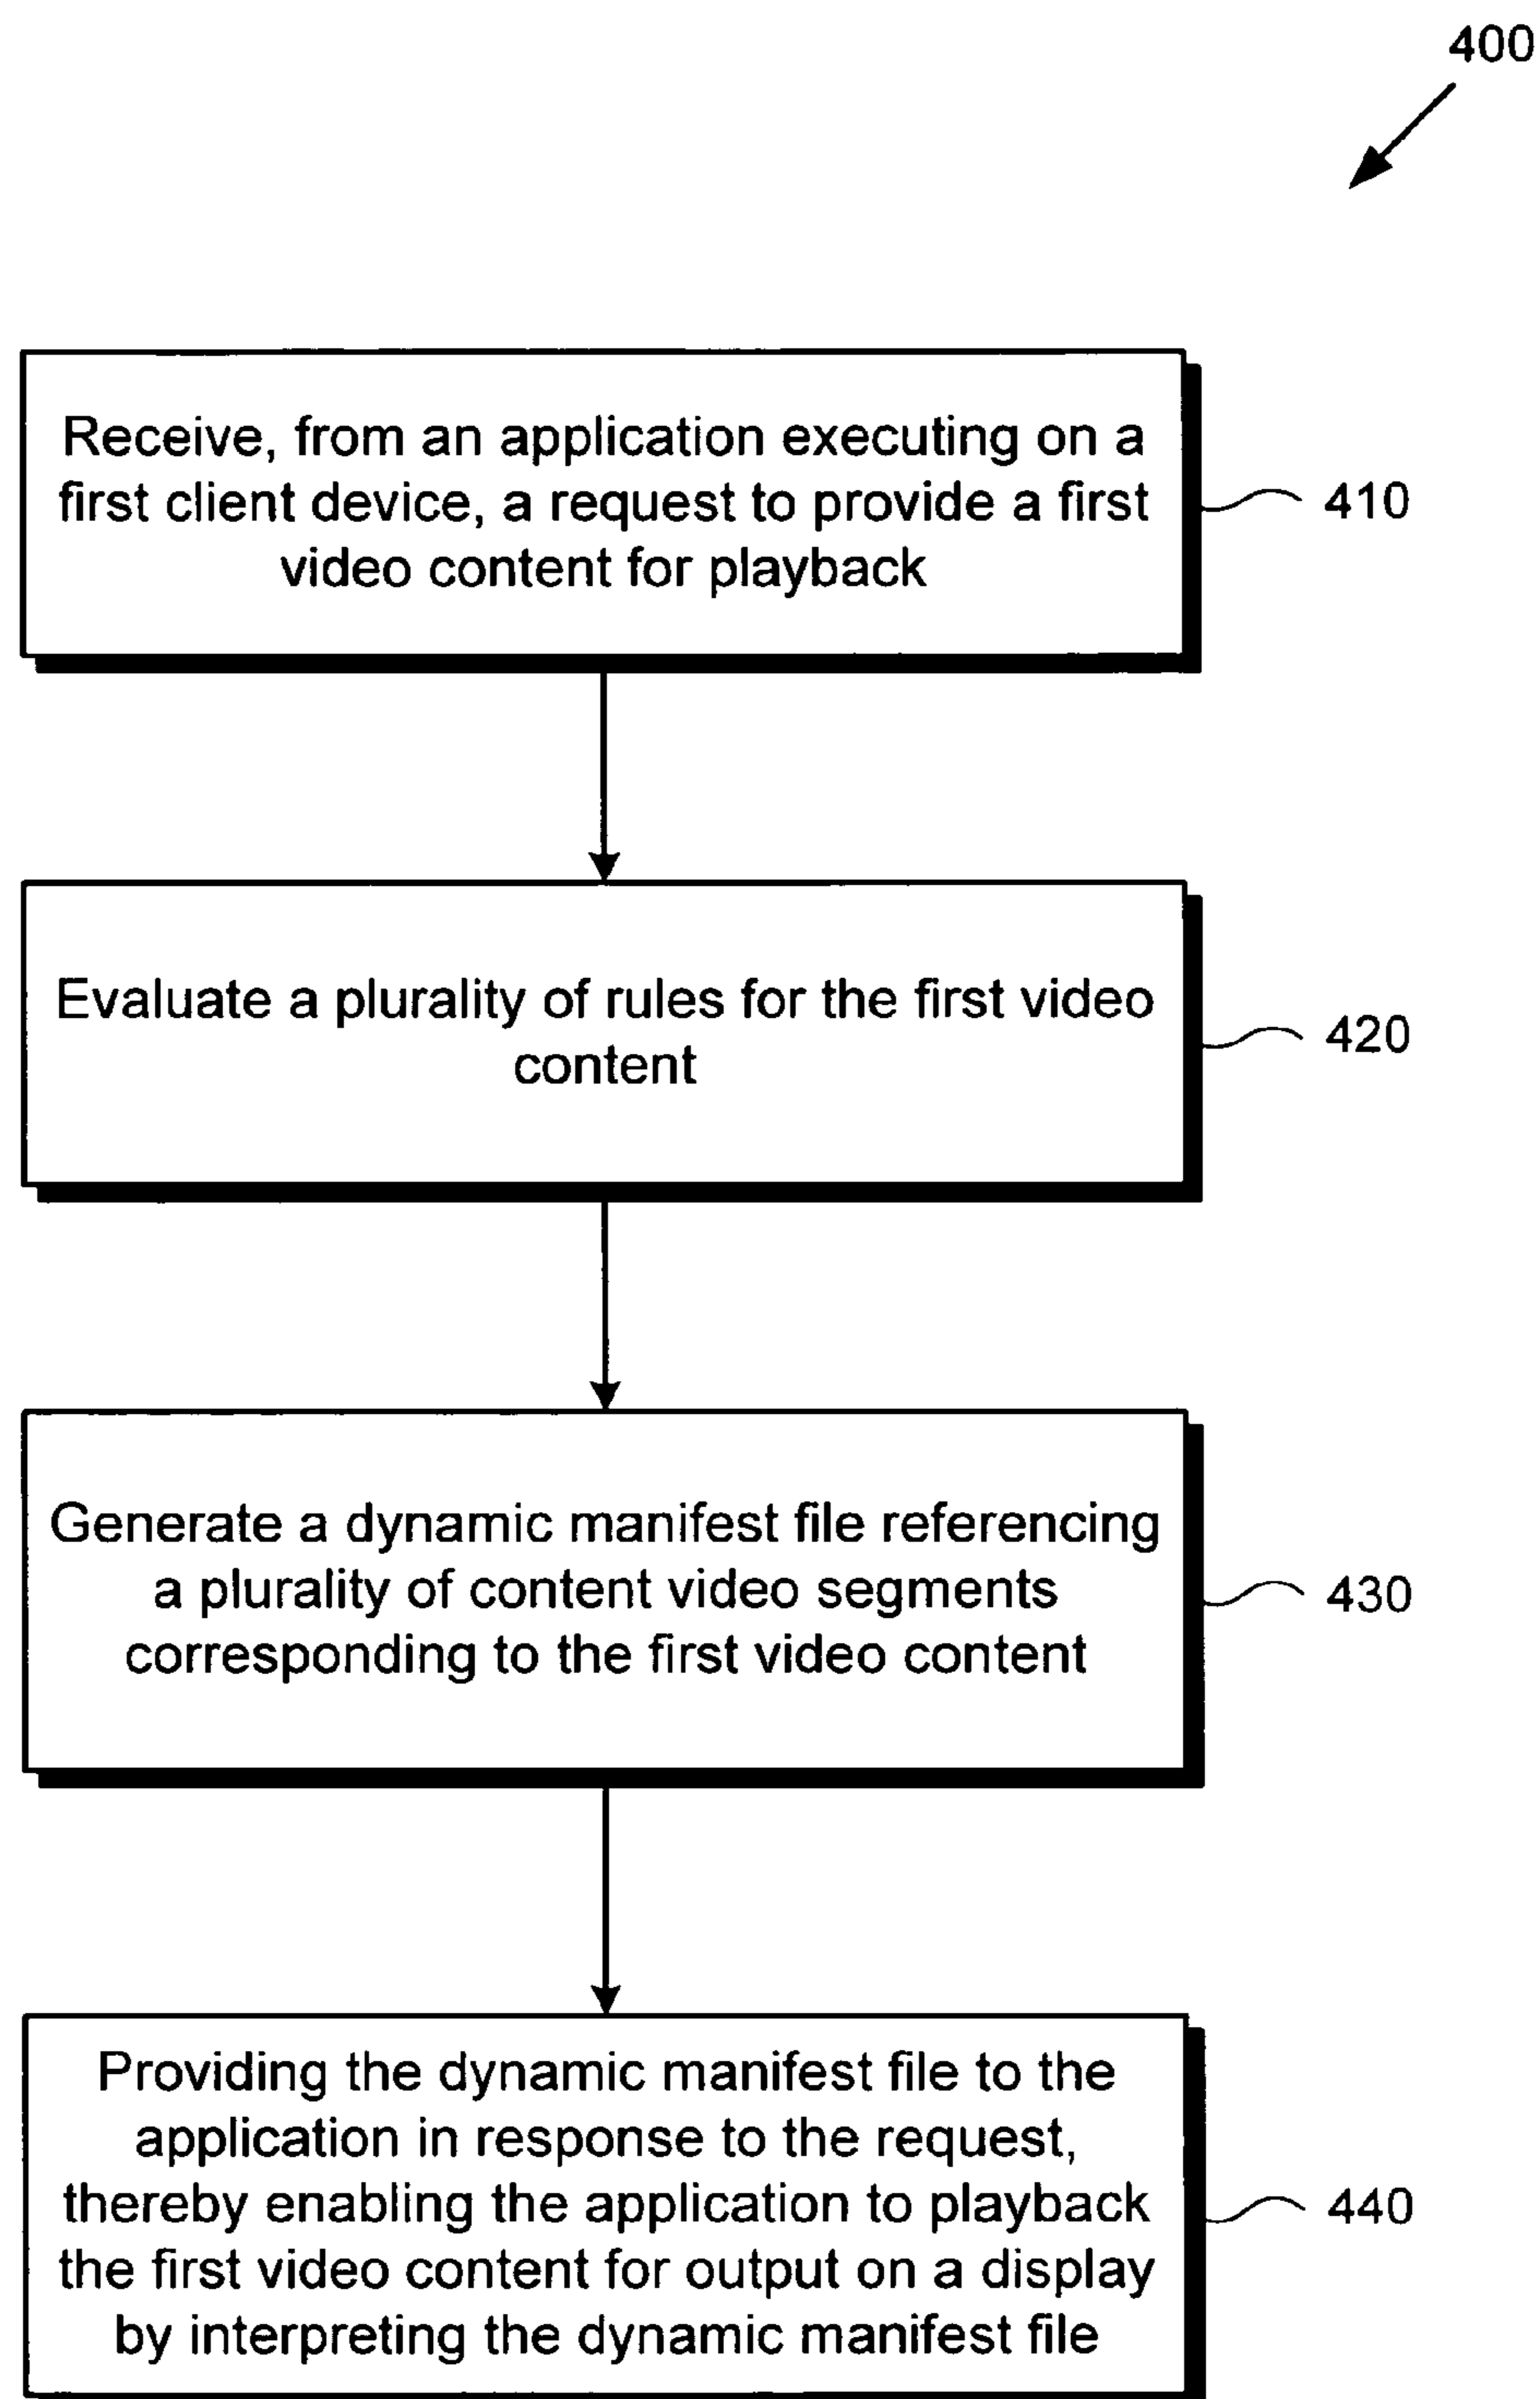 400
Receive, from an application executing on a
first client device, a request to provide a first
video content for playback
410
Evaluate a plurality of rules for the first video
content
420
Generate a dynamic manifest file referencing
a plurality of content video segments
corresponding to the first video content
430
Providing the dynamic manifest file to the
application in response to the request,
thereby enabling the application to playback
the first video content for output on a display
by interpreting the dynamic manifest file
440